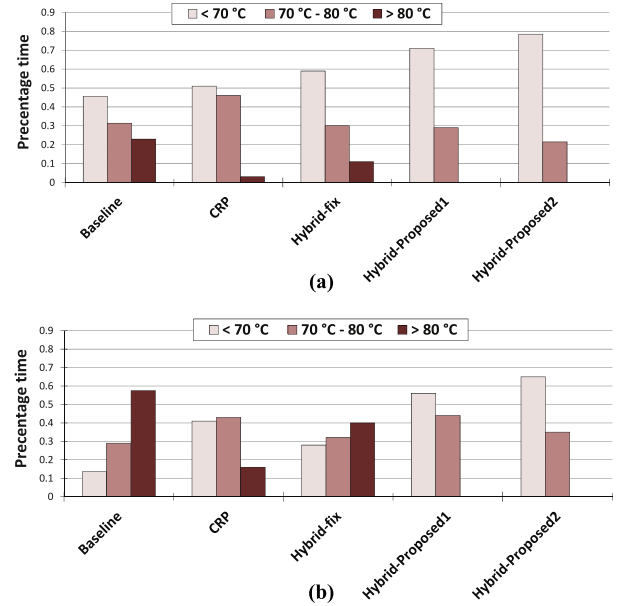 < 70 °C 70 °C - 80 °C > 80 °C
Precentage time
0.9
0.8
0.7
0.6
0.5
0.4
0.3
0.2
0.1
0
Baseline
CRP
Hybrid-fix
Hybrid-Proposed1
Hybrid-Proposed2
(a)
< 70 °C 70 °C - 80 °C > 80 °C
Precentage time
0.9
0.8
0.7
0.6
0.5
0.4
0.3
0.2
0.1
0
Baseline
CRP
Hybrid-fix
Hybrid-Proposed1
Hybrid-Proposed2
(b)